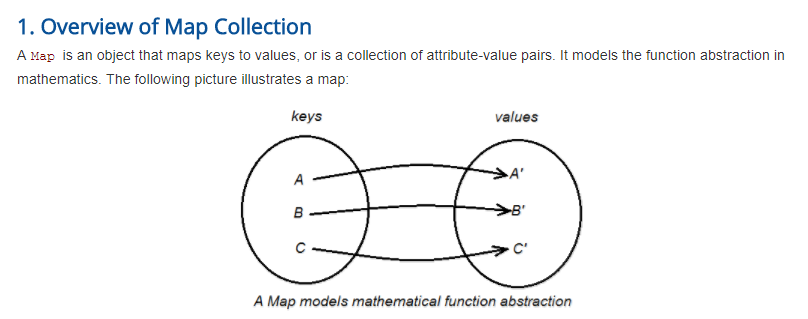 1. Overview of Map Collection
A Map is an object that maps keys to values, or is a collection of attribute-value pairs. It models the function abstraction in
mathematics. The following picture illustrates a map:
keys values
A A'
B B'
C C'
A Map models mathematical function abstraction